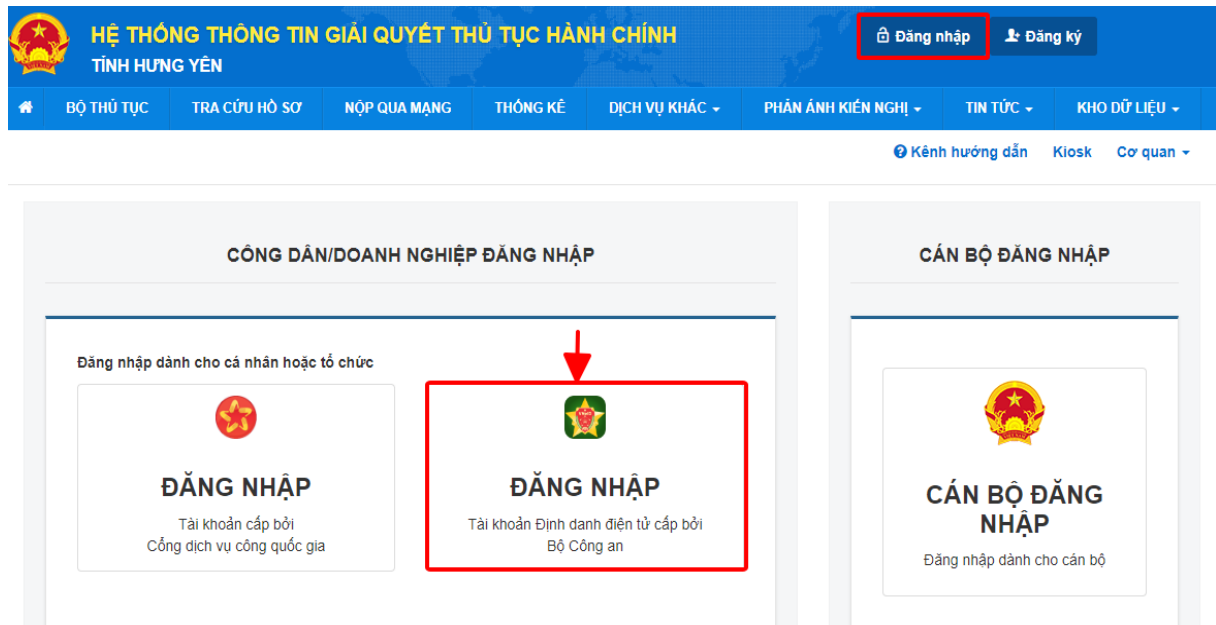 HỆ THỐNG THÔNG TIN GIẢI QUYẾT THỦ TỤC HÀNH CHÍNH
TỈNH HƯNG YÊN
Đăng nhập
Đăng ký
BỘ THỦ TỤC
TRA CỨU HỒ SƠ
NỘP QUA MẠNG
THỐNG KÊ
DỊCH VỤ KHÁC
PHẢN ÁNH KIẾN NGHỊ
TIN TỨC
KHO DỮ LIỆU
Kênh hướng dẫn
Kiosk
Cơ quan
CÔNG DÂN/DOANH NGHIỆP ĐĂNG NHẬP
Đăng nhập dành cho cá nhân hoặc tổ chức
ĐĂNG NHẬP
Tài khoản cấp bởi
Cổng dịch vụ công quốc gia
ĐĂNG NHẬP
Tài khoản Định danh điện tử cấp bởi
Bộ Công an
CÁN BỘ ĐĂNG NHẬP
CÁN BỘ ĐĂNG
NHẬP
Đăng nhập dành cho cán bộ